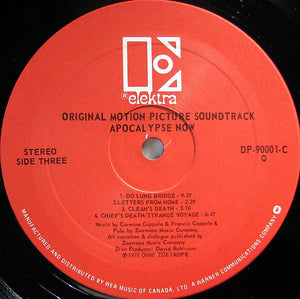 elektra
ORIGINAL MOTION PICTURE SOUNDTRACK
APOCALYPSE NOW
STEREO
SIDE THREE
DP-90001-C
Q
1. DO LUNG BRIDGE - 9:37
2. LETTERS FROM HOME - 2:39
3. CLEAN'S DEATH - 3:10
4. CHIEF'S DEATH/STRANGE VOYAGE - 6:47
Music by Carmine Coppola & Francis Coppola &
Pub. by Zoetrope Music Company
All narration & dialogue published by
Zoetrope Music Company
Disc Producer: David Rubinson
1979 OMNI ZOETROPE
MANUFACTURED AND DISTRIBUTED BY WEA MUSIC OF CANADA, LTD. A WARNER COMMUNICATIONS COMPANY